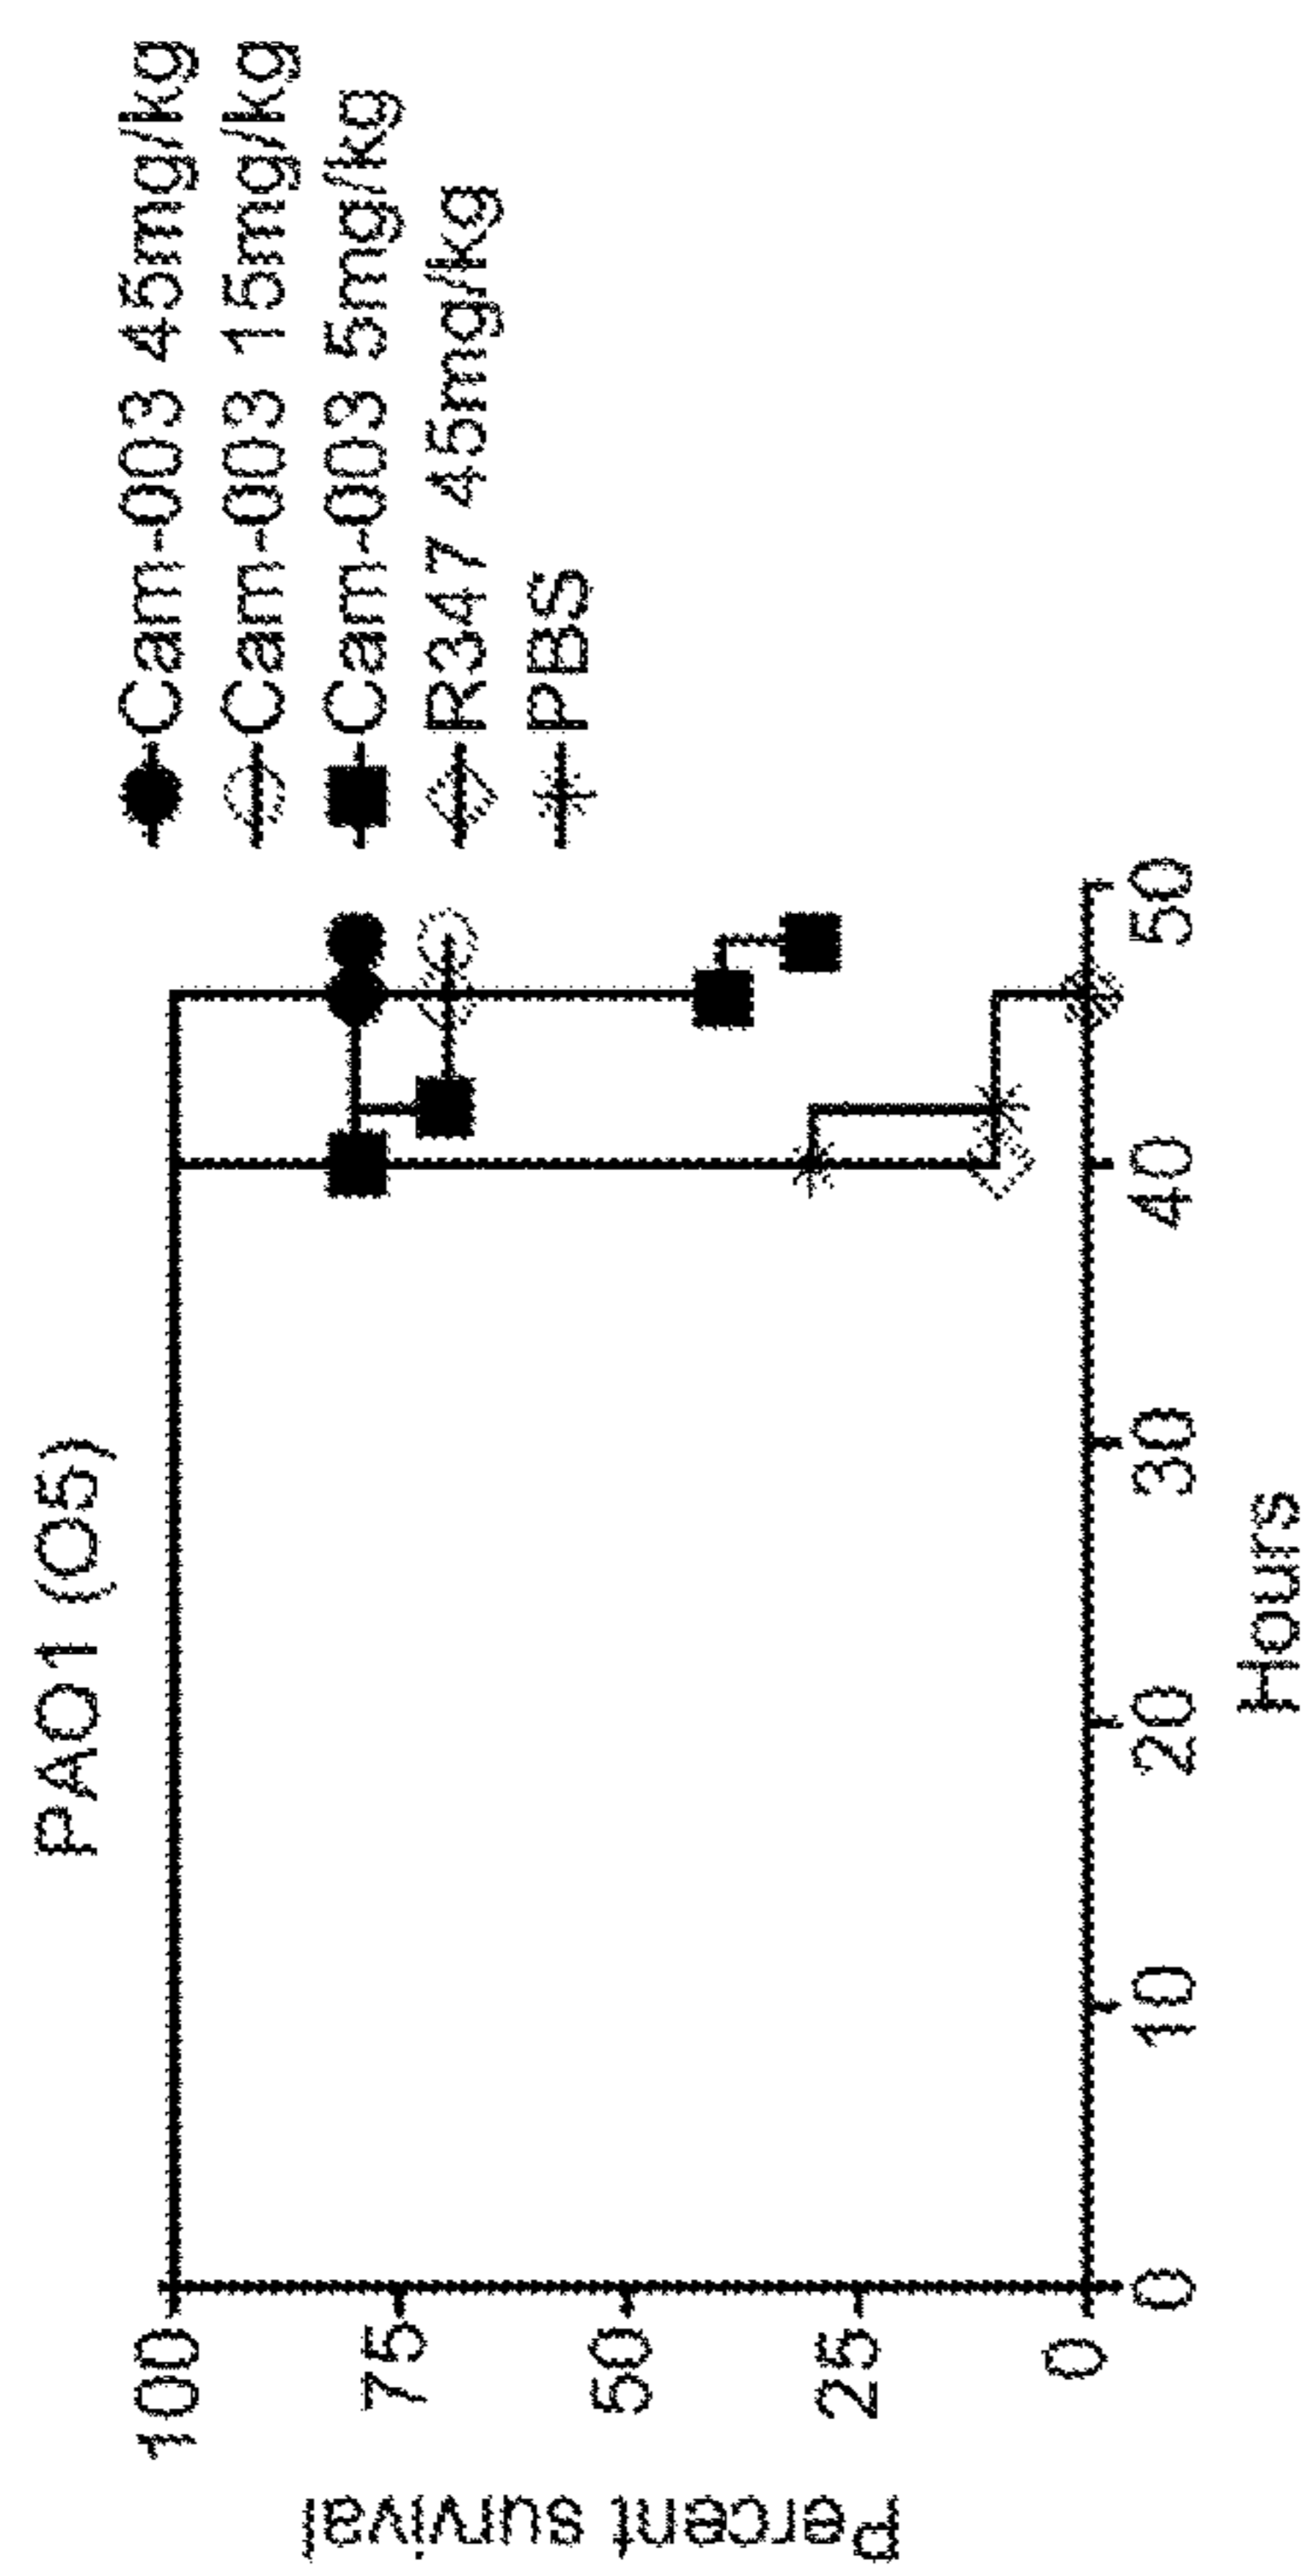 PAO1 (O5)
Cam-003 45mg/kg
Cam-003 15mg/kg
Cam-003 5mg/kg
R347 45mg/kg
PBS
Percent survival
100
75
50
25
0
0
10
20
30
40
50
Hours